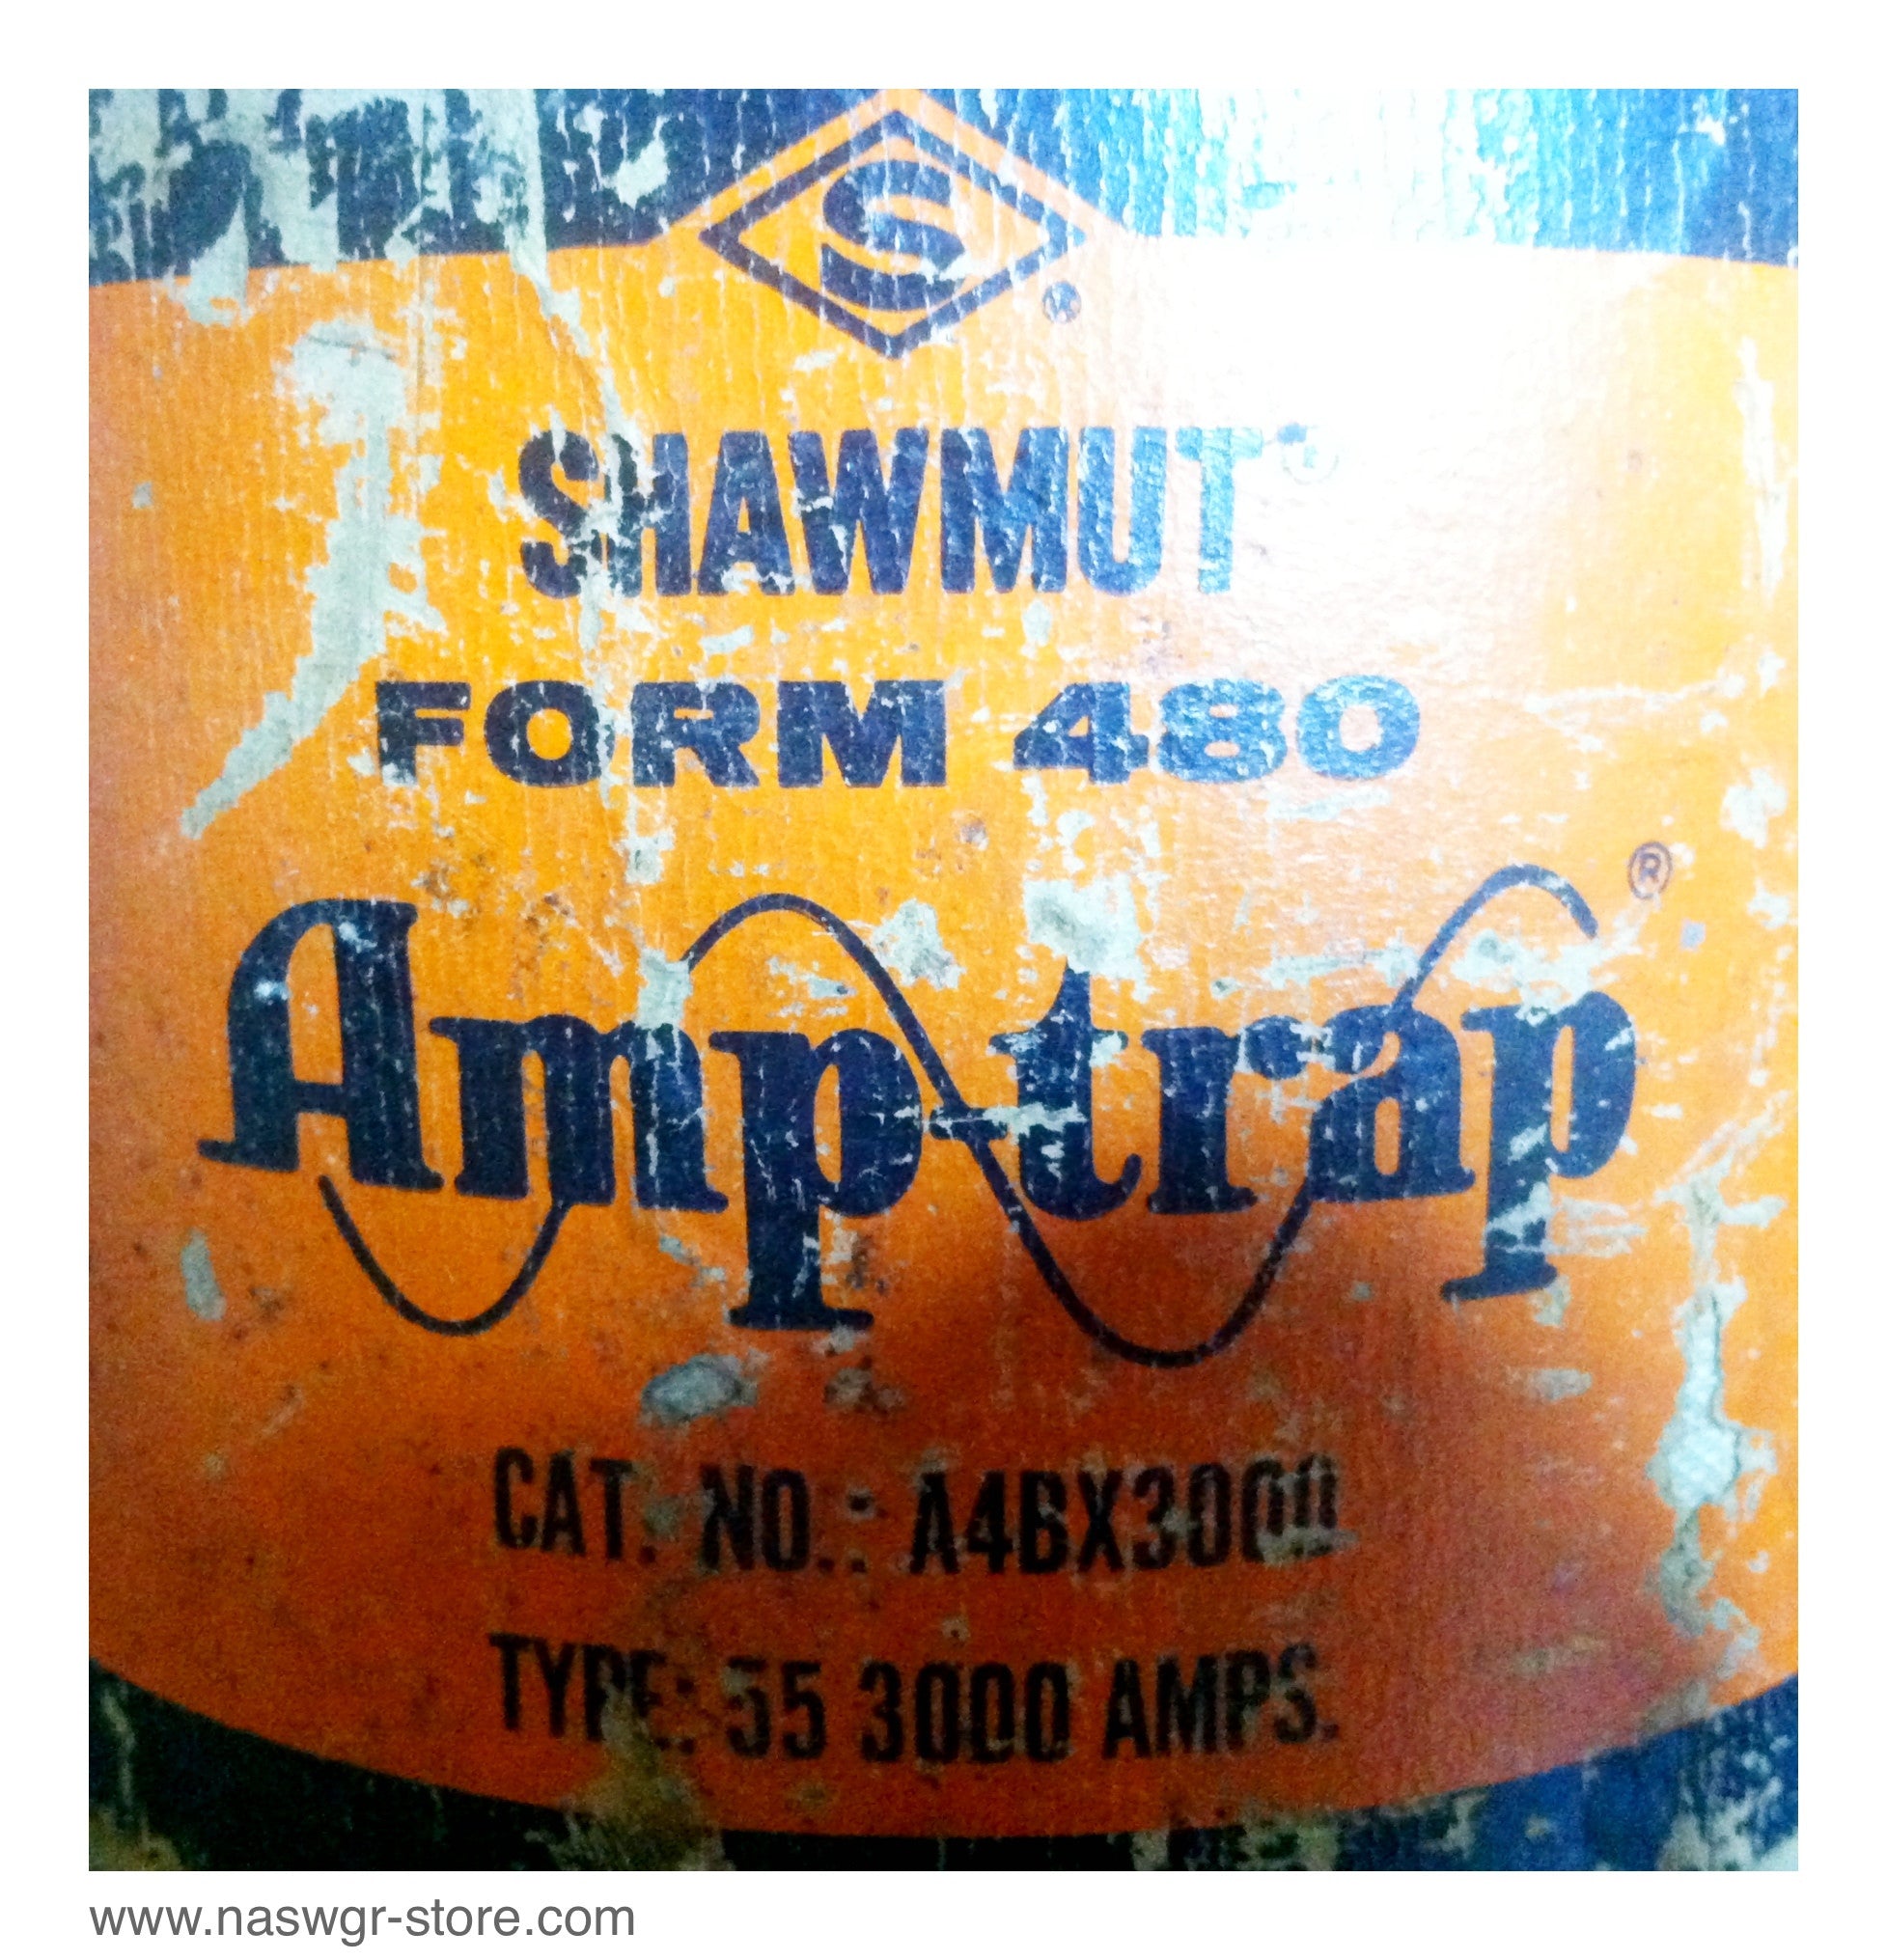 S®
SHAWMUT®
FORM 480
Amp-trap®
CAT. NO.: A4BX3000
TYPE: 55 3000 AMPS.
www.naswgr-store.com